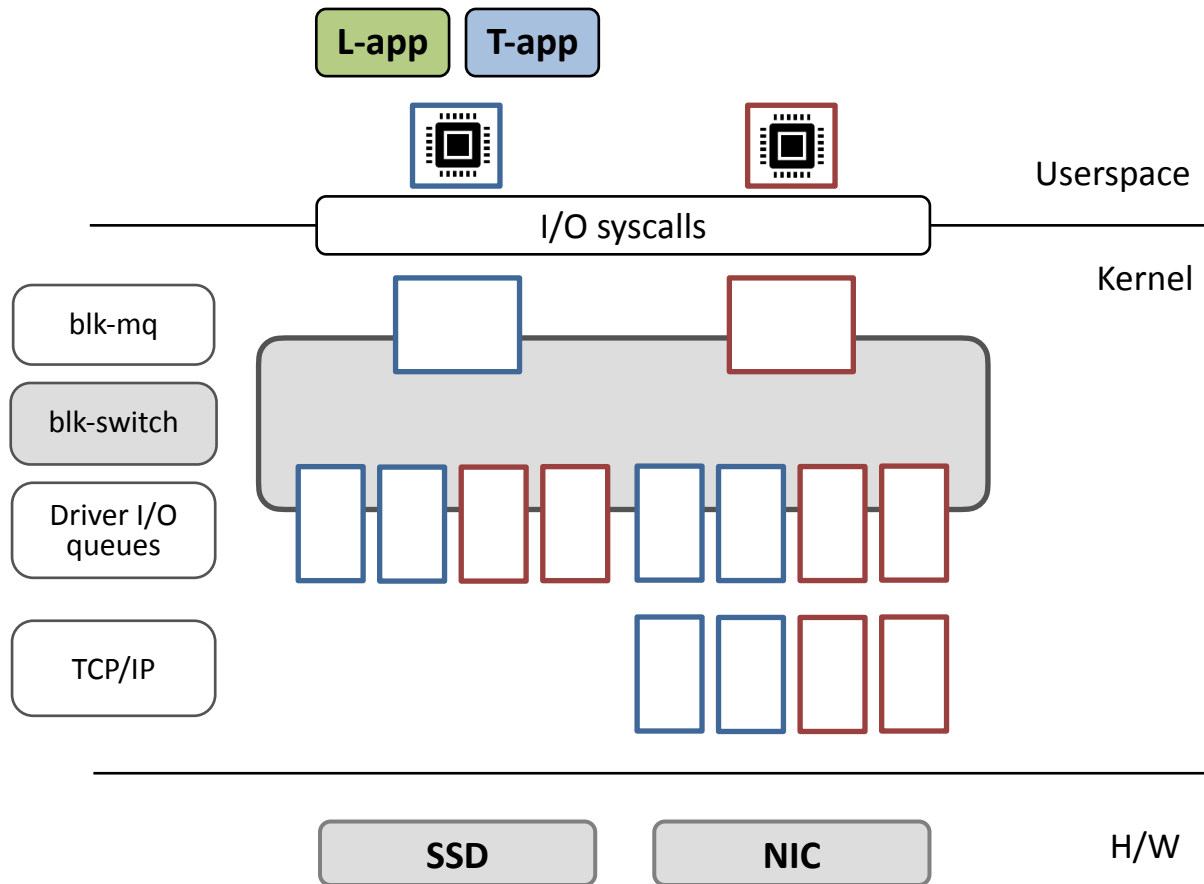 L-app
T-app
Userspace
I/O syscalls
Kernel
blk-mq
blk-switch
Driver I/O
queues
TCP/IP
SSD
NIC
H/W